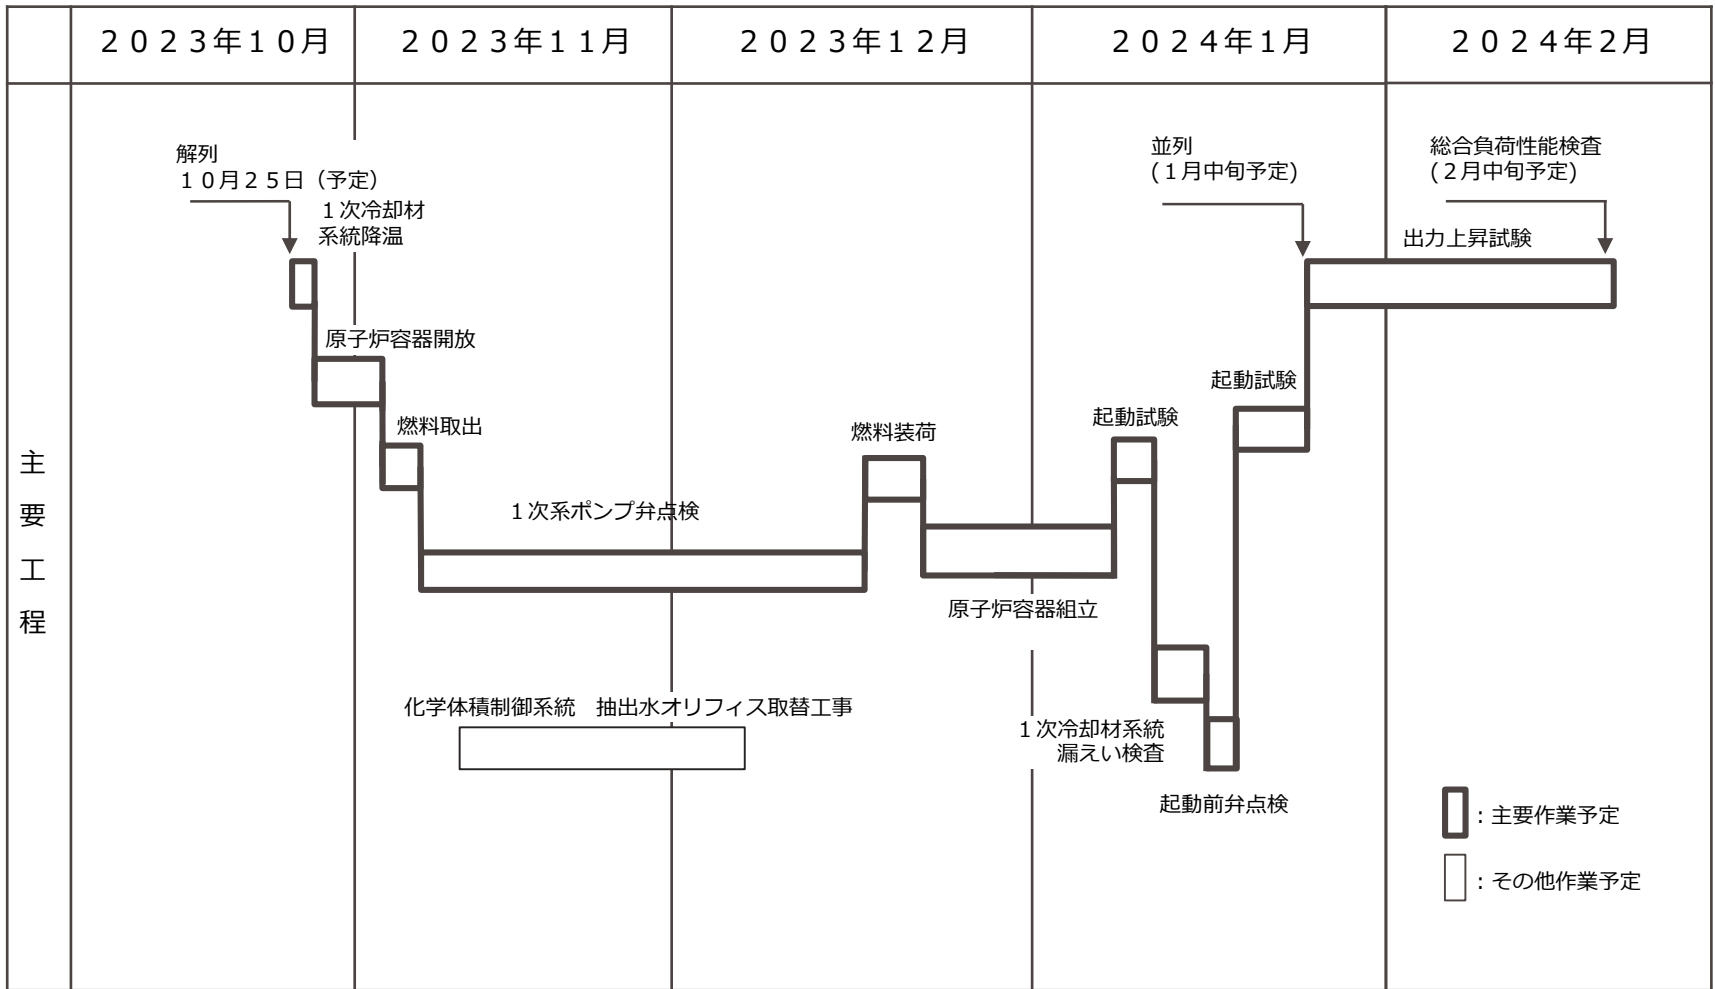 ２０２３年１０月
２０２３年１１月
２０２３年１２月
２０２４年１月
２０２４年２月
主要工程
解列
１０月２５日（予定）
１次冷却材
系統降温
原子炉容器開放
燃料取出
１次系ポンプ弁点検
化学体積制御系統　抽出水オリフィス取替工事
燃料装荷
原子炉容器組立
起動試験
１次冷却材系統
漏えい検査
起動前弁点検
起動試験
並列
(１月中旬予定)
総合負荷性能検査
(２月中旬予定)
出力上昇試験
：主要作業予定
：その他作業予定